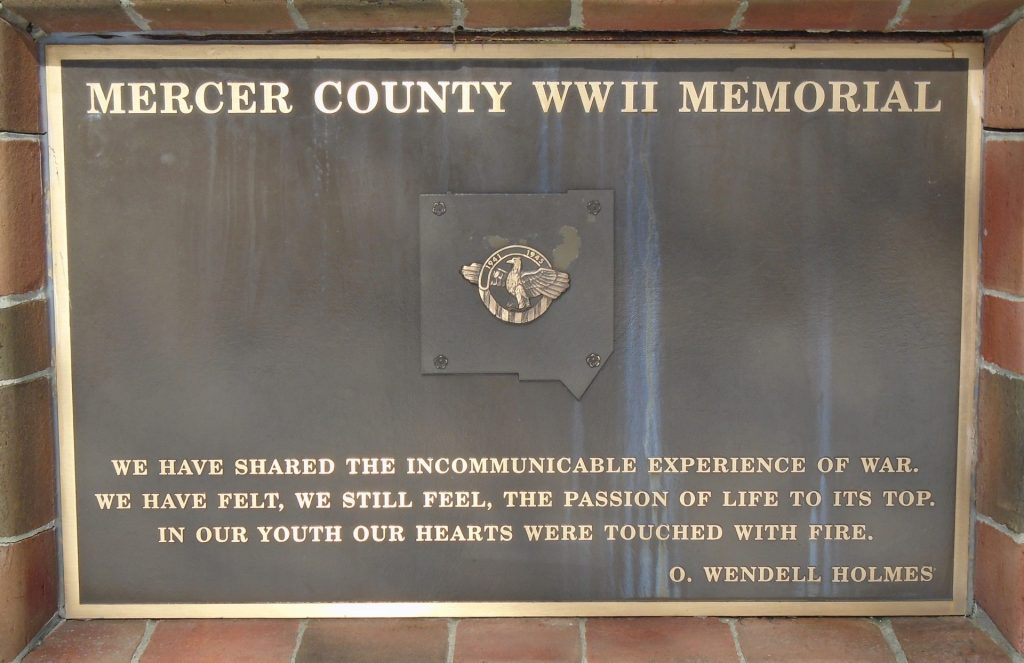 MERCER COUNTY WWII MEMORIAL
1941 1945
WE HAVE SHARED THE INCOMMUNICABLE EXPERIENCE OF WAR.
WE HAVE FELT, WE STILL FEEL, THE PASSION OF LIFE TO ITS TOP.
IN OUR YOUTH OUR HEARTS WERE TOUCHED WITH FIRE.
O. WENDELL HOLMES